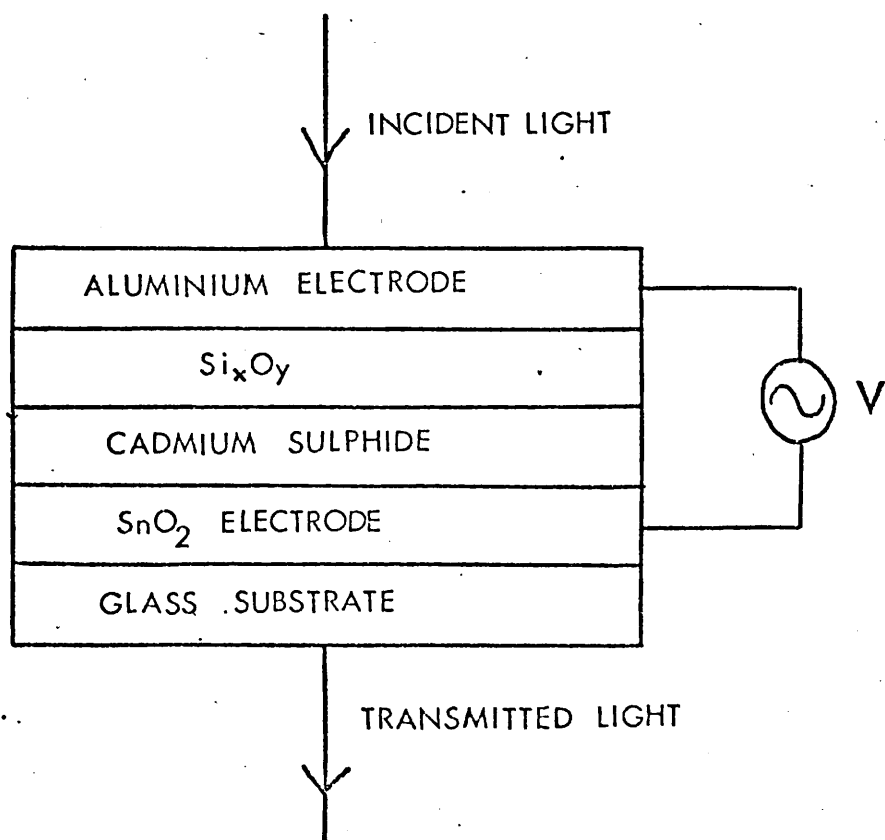 INCIDENT LIGHT
ALUMINIUM ELECTRODE
SixOy
V
CADMIUM SULPHIDE
SnO2 ELECTRODE
GLASS SUBSTRATE
TRANSMITTED LIGHT